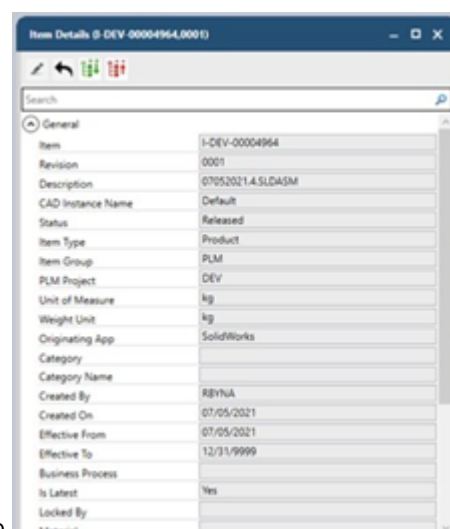 Item Details (I-DEV-00004964,0001)
Search
General
Item I-DEV-00004964
Revision 0001
Description 07052021.4.SLDASM
CAD Instance Name Default
Status Released
Item Type Product
Item Group PLM
PLM Project DEV
Unit of Measure kg
Weight Unit kg
Originating App SolidWorks
Category
Category Name
Created By RBYNA
Created On 07/05/2021
Effective From 07/05/2021
Effective To 12/31/9999
Business Process
Is Latest Yes
Locked By